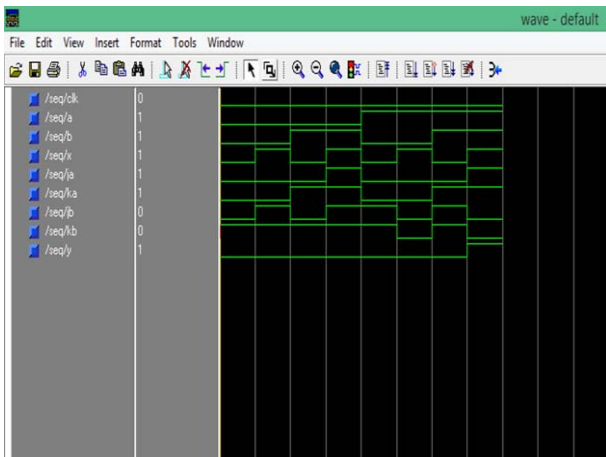 wave - default
File Edit View Insert Format Tools Window
/seq/clk 0
/seq/a 1
/seq/b 1
/seq/x 1
/seq/ja 1
/seq/ka 1
/seq/jb 0
/seq/kb 0
/seq/y 1